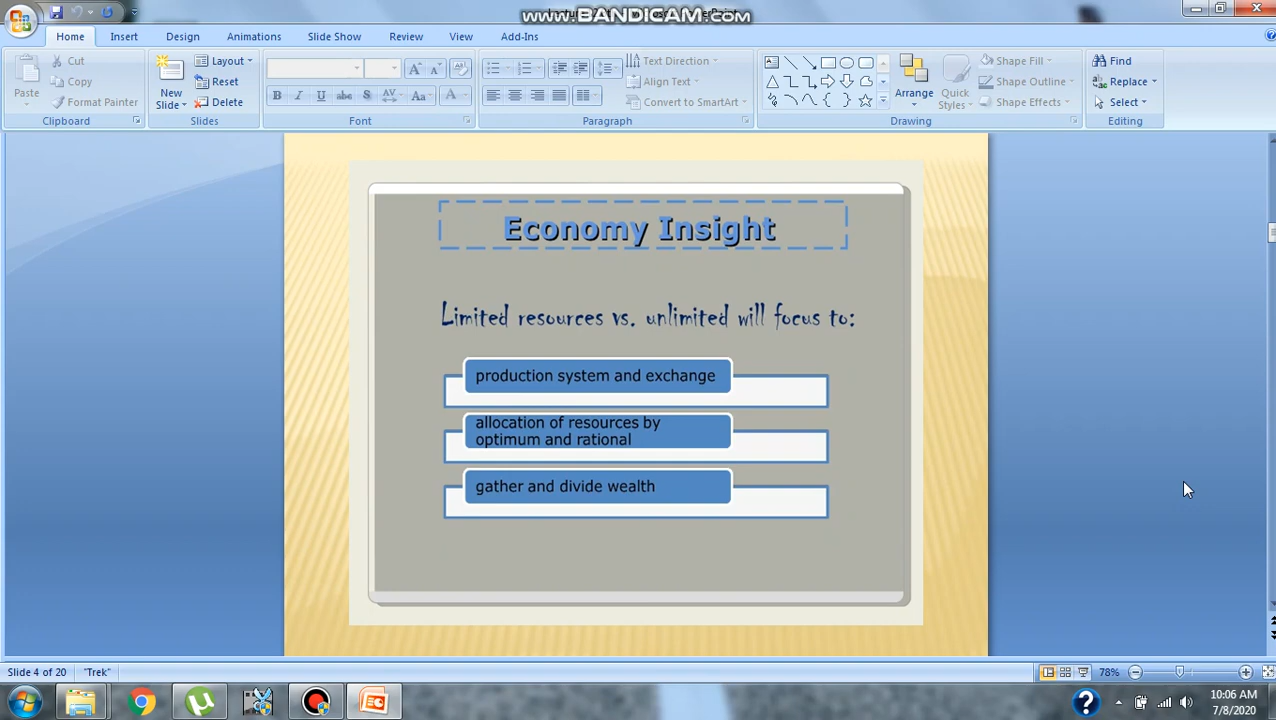 www.BANDICAM.com
Home Insert Design Animations Slide Show Review View Add-Ins
Paste
Cut
Copy
Format Painter
Clipboard
New
Slide
Layout
Reset
Delete
Slides
B I U abc S AV Aa A
Font
Text Direction
Align Text
Convert to SmartArt
Paragraph
Arrange
Quick
Styles
Shape Fill
Shape Outline
Shape Effects
Drawing
Find
Replace
Select
Editing
Economy Insight
Limited resources vs. unlimited will focus to:
production system and exchange
allocation of resources by
optimum and rational
gather and divide wealth
Slide 4 of 20 "Trek" 78%
10:06 AM
7/8/2020